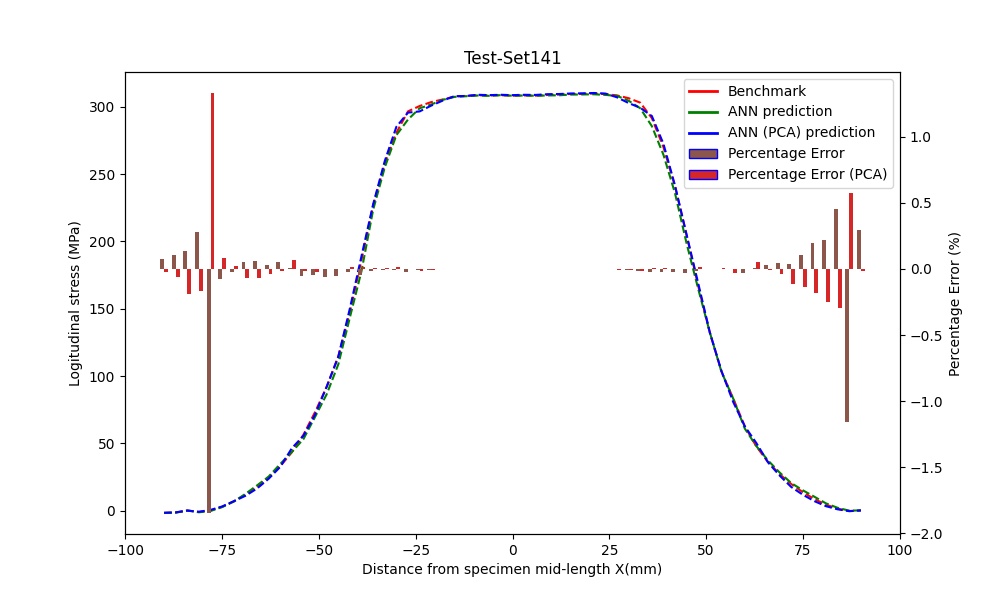 Test-Set141
Benchmark
ANN prediction
ANN (PCA) prediction
Percentage Error
Percentage Error (PCA)
300
250
200
150
100
50
0
Logitudinal stress (MPa)
1.0
0.5
0.0
−0.5
−1.0
−1.5
−2.0
Percentage Error (%)
−100 −75 −50 −25 0 25 50 75 100
Distance from specimen mid-length X(mm)